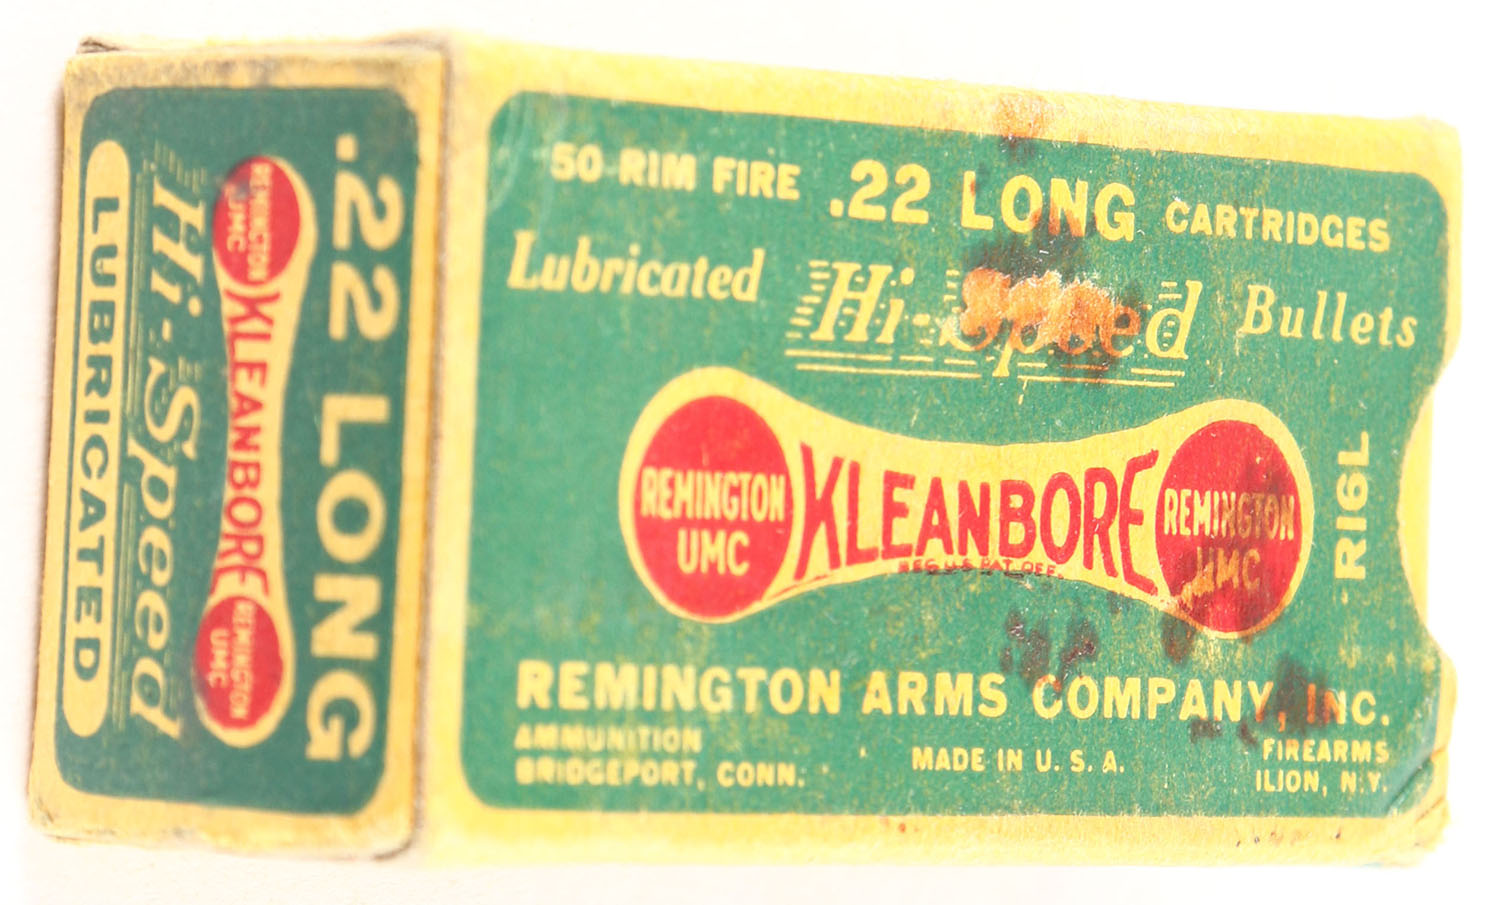 .22 LONG
REMINGTON UMC KLEANBORE REMINGTON UMC
Hi-Speed
LUBRICATED
50 RIM FIRE .22 LONG CARTRIDGES
Lubricated Hi-Speed Bullets
REMINGTON UMC KLEANBORE REMINGTON UMC
REG. U.S. PAT. OFF.
R16L
REMINGTON ARMS COMPANY, INC.
AMMUNITION MADE IN U. S. A. FIREARMS
BRIDGEPORT, CONN. ILION, N.Y.